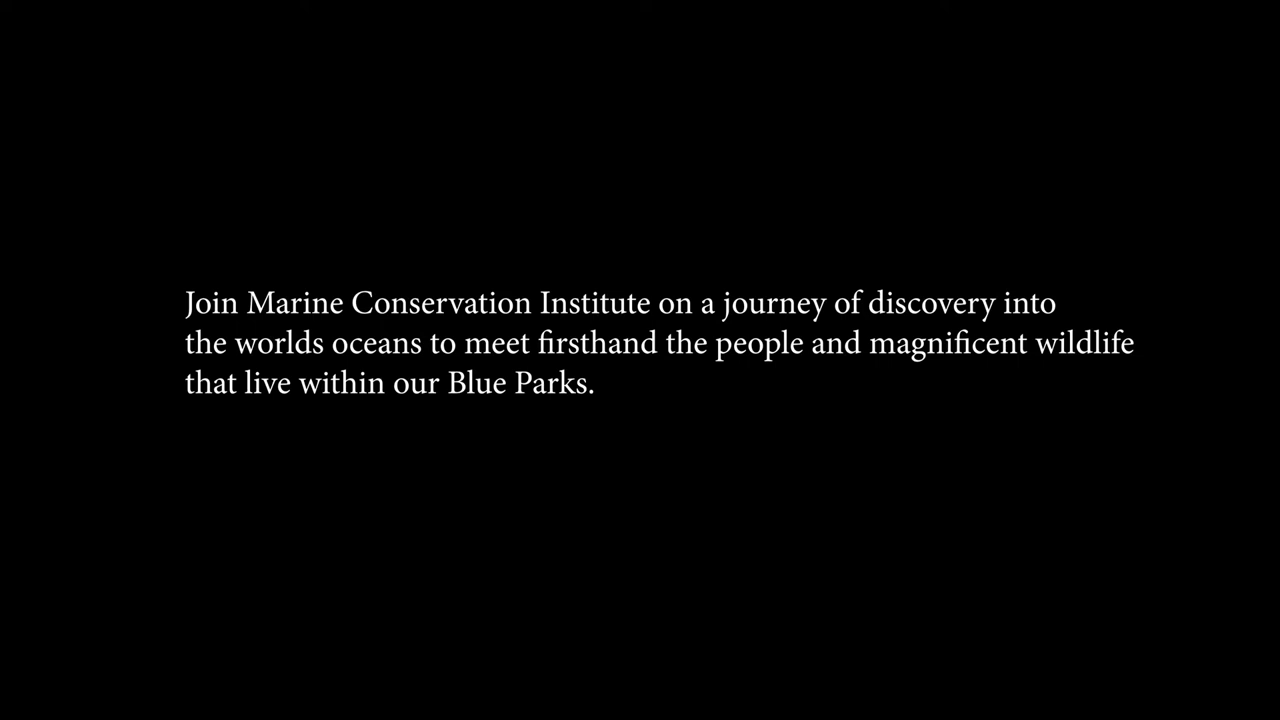 Join Marine Conservation Institute on a journey of discovery into
the worlds oceans to meet firsthand the people and magnificent wildlife
that live within our Blue Parks.